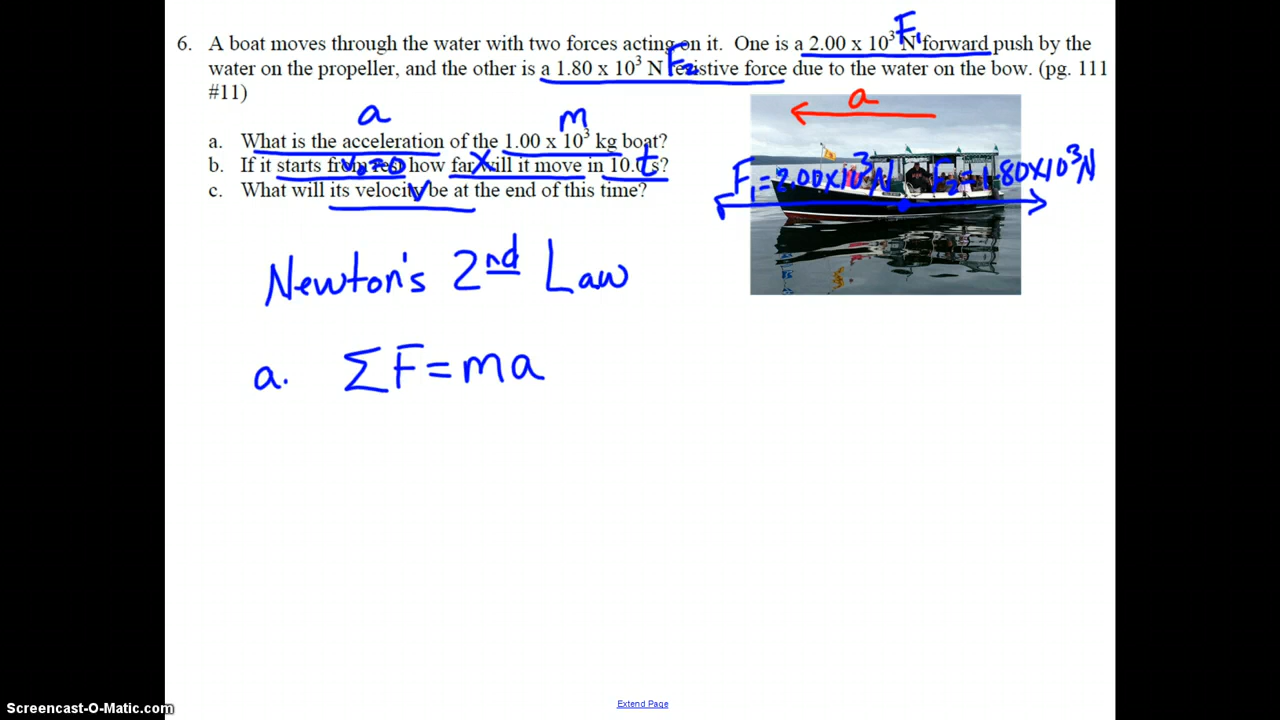 6. A boat moves through the water with two forces acting on it. One is a 2.00 x 10³ N forward push by the
F₁
water on the propeller, and the other is a 1.80 x 10³ N resistive force due to the water on the bow. (pg. 111
F₂
#11)
a
m
a
a. What is the acceleration of the 1.00 x 10³ kg boat?
b. If it starts from rest how far will it move in 10.0 s?
v₀=0
x
t
c. What will its velocity be at the end of this time?
v
F₁=2.00x10³N
F₂=1.80x10³N
Newton's 2nd Law
a. ΣF=ma
Extend Page
Screencast-O-Matic.com